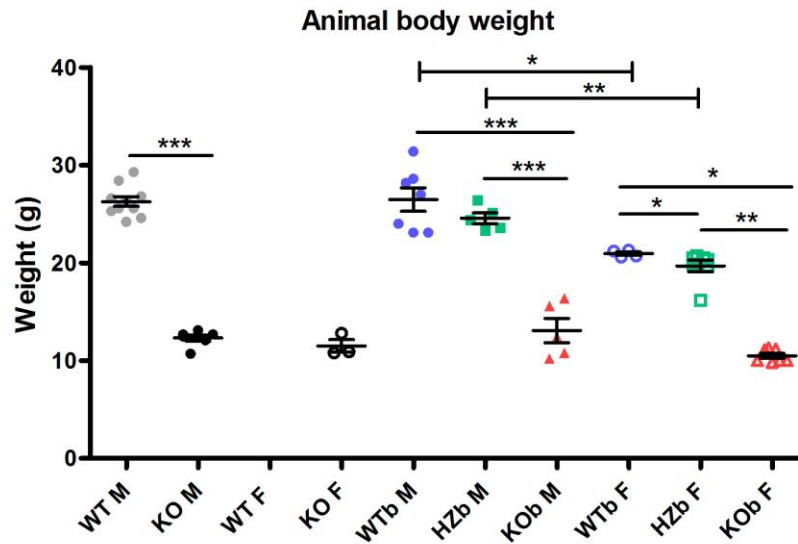 Animal body weight
Weight (g)
40
30
20
10
0
*
**
***
***
***
*
*
**
WT M
KO M
WT F
KO F
WTb M
HZb M
KOb M
WTb F
HZb F
KOb F